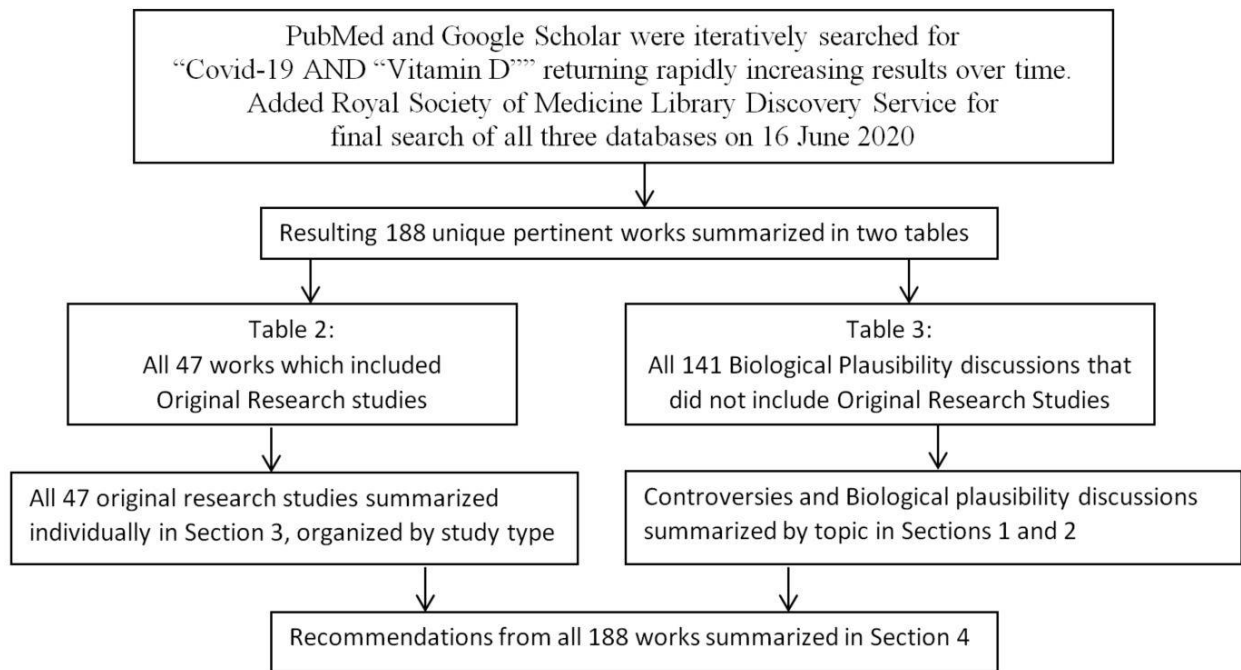 PubMed and Google Scholar were iteratively searched for
“Covid-19 AND “Vitamin D”” returning rapidly increasing results over time.
Added Royal Society of Medicine Library Discovery Service for
final search of all three databases on 16 June 2020
Resulting 188 unique pertinent works summarized in two tables
Table 2:
All 47 works which included
Original Research studies
Table 3:
All 141 Biological Plausibility discussions that
did not include Original Research Studies
All 47 original research studies summarized
individually in Section 3, organized by study type
Controversies and Biological plausibility discussions
summarized by topic in Sections 1 and 2
Recommendations from all 188 works summarized in Section 4